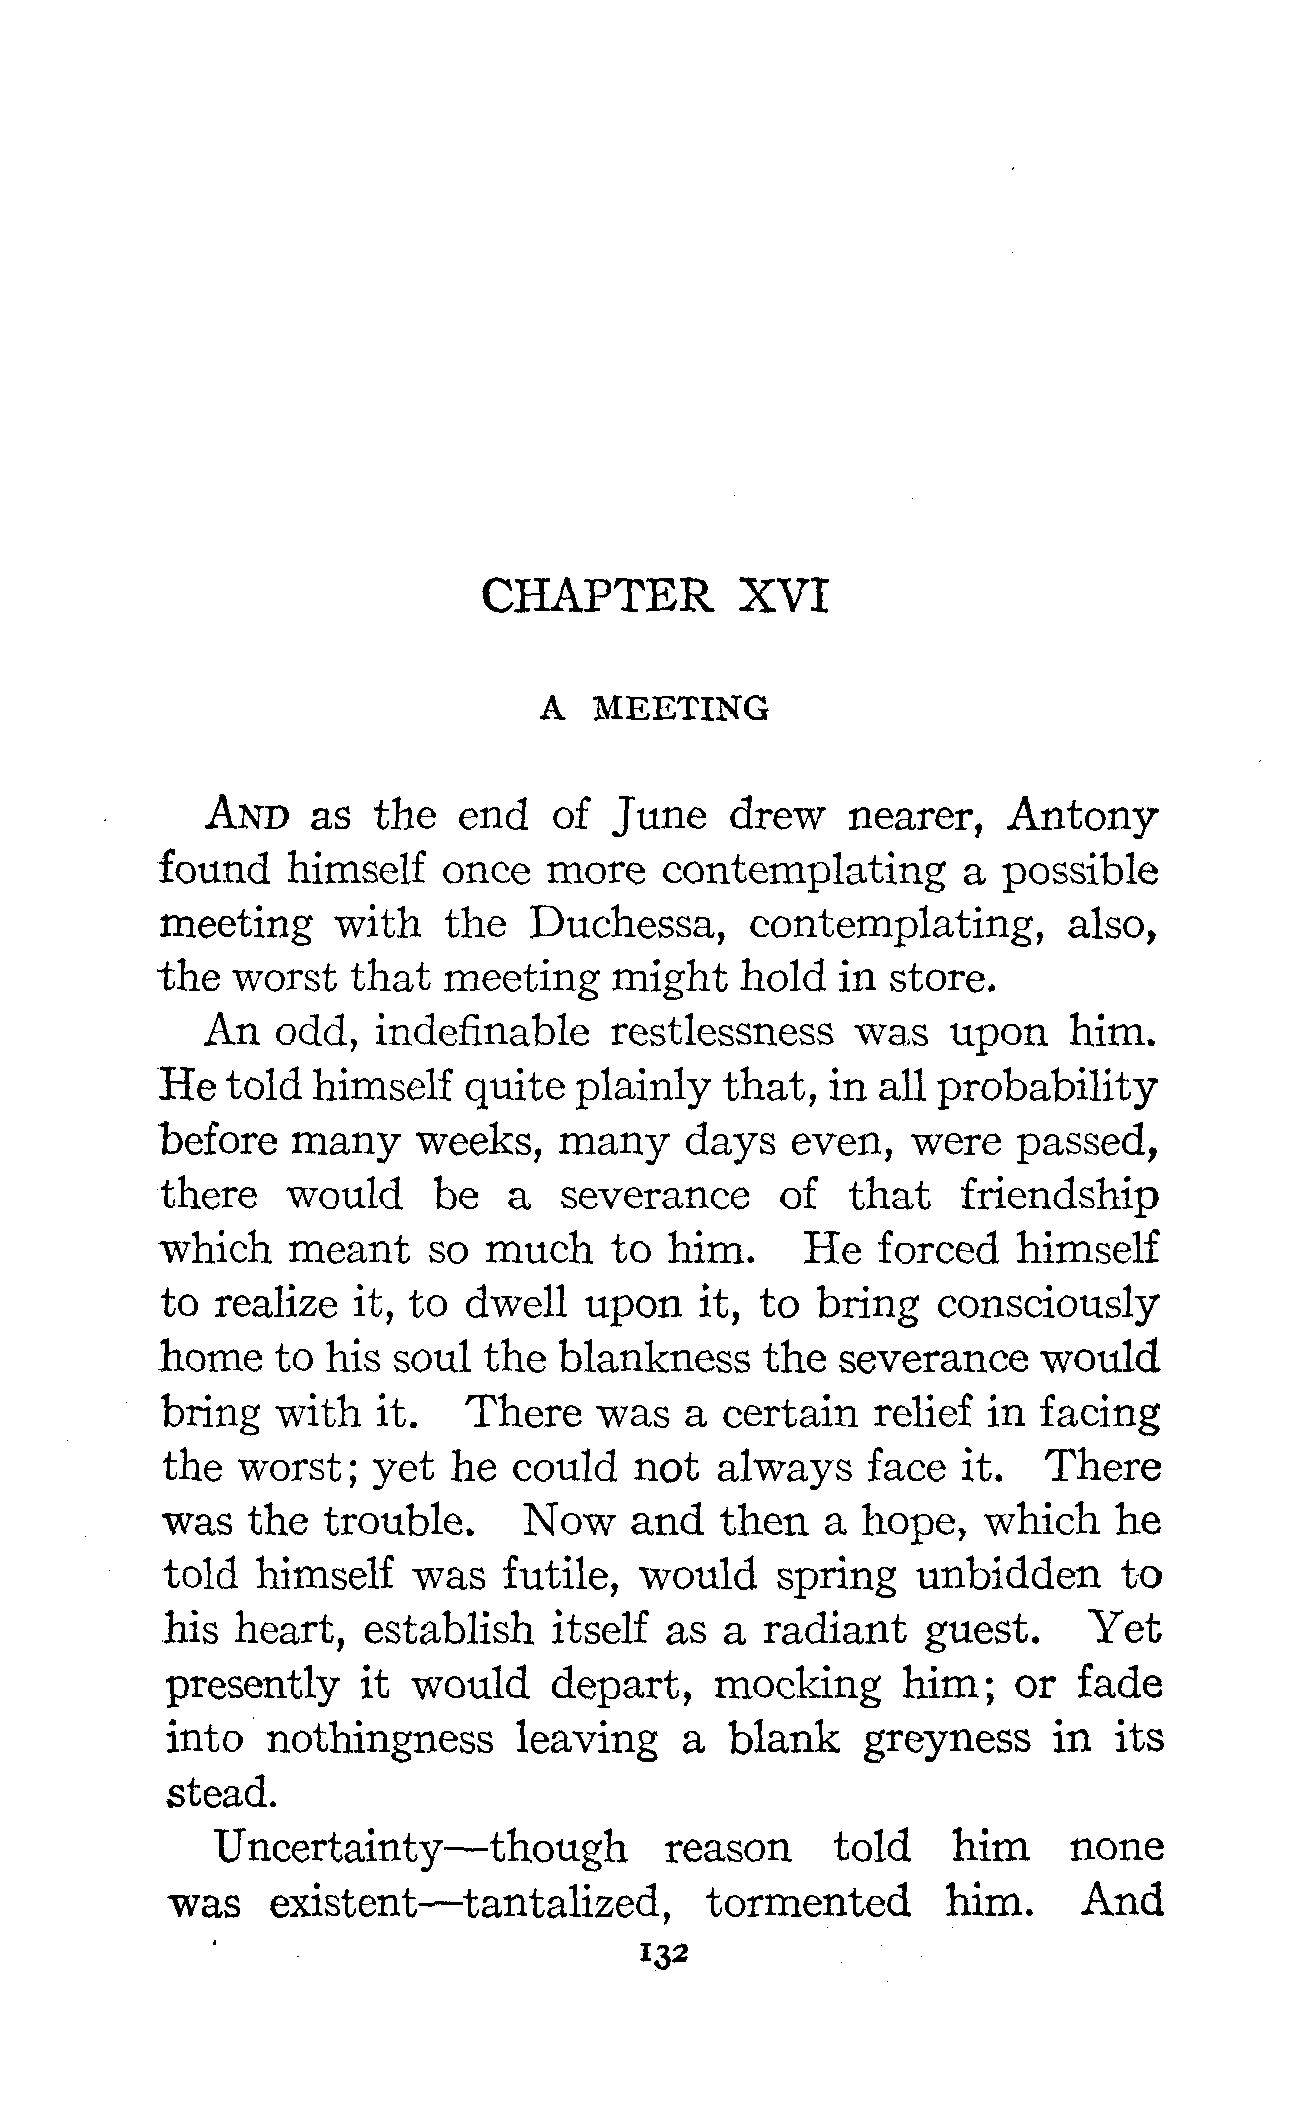 CHAPTER XVI
A MEETING
AND as the end of June drew nearer, Antony
found himself once more contemplating a possible
meeting with the Duchessa, contemplating, also,
the worst that meeting might hold in store.
An odd, indefinable restlessness was upon him.
He told himself quite plainly that, in all probability
before many weeks, many days even, were passed,
there would be a severance of that friendship
which meant so much to him. He forced himself
to realize it, to dwell upon it, to bring consciously
home to his soul the blankness the severance would
bring with it. There was a certain relief in facing
the worst; yet he could not always face it. There
was the trouble. Now and then a hope, which he
told himself was futile, would spring unbidden to
his heart, establish itself as a radiant guest. Yet
presently it would depart, mocking him; or fade
into nothingness leaving a blank greyness in its
stead.
Uncertainty—though reason told him none
was existent—tantalized, tormented him. And
132